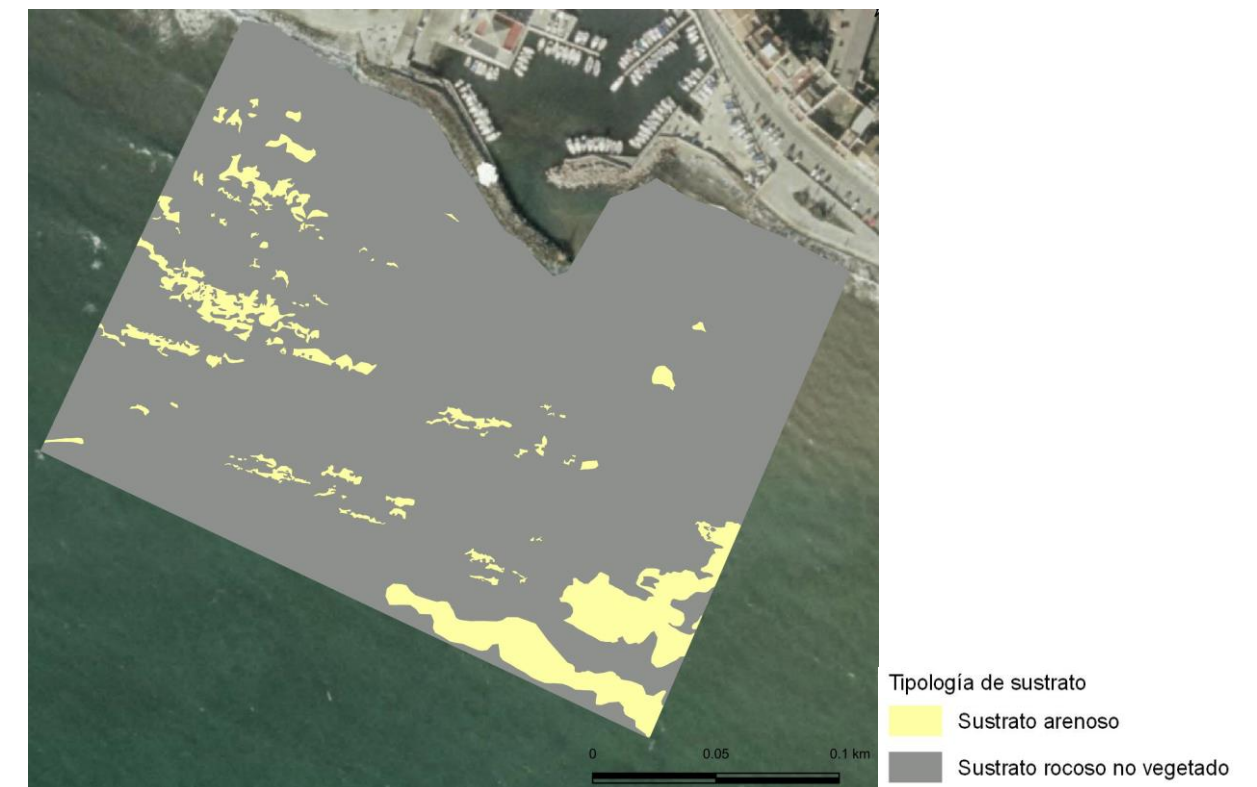 Tipología de sustrato
Sustrato arenoso
Sustrato rocoso no vegetado
0 0.05 0.1 km